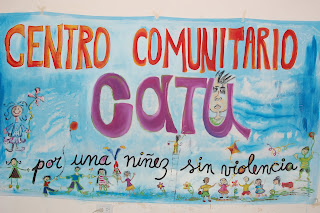 CENTRO COMUNITARIO
CATU
por una niñez sin violencia